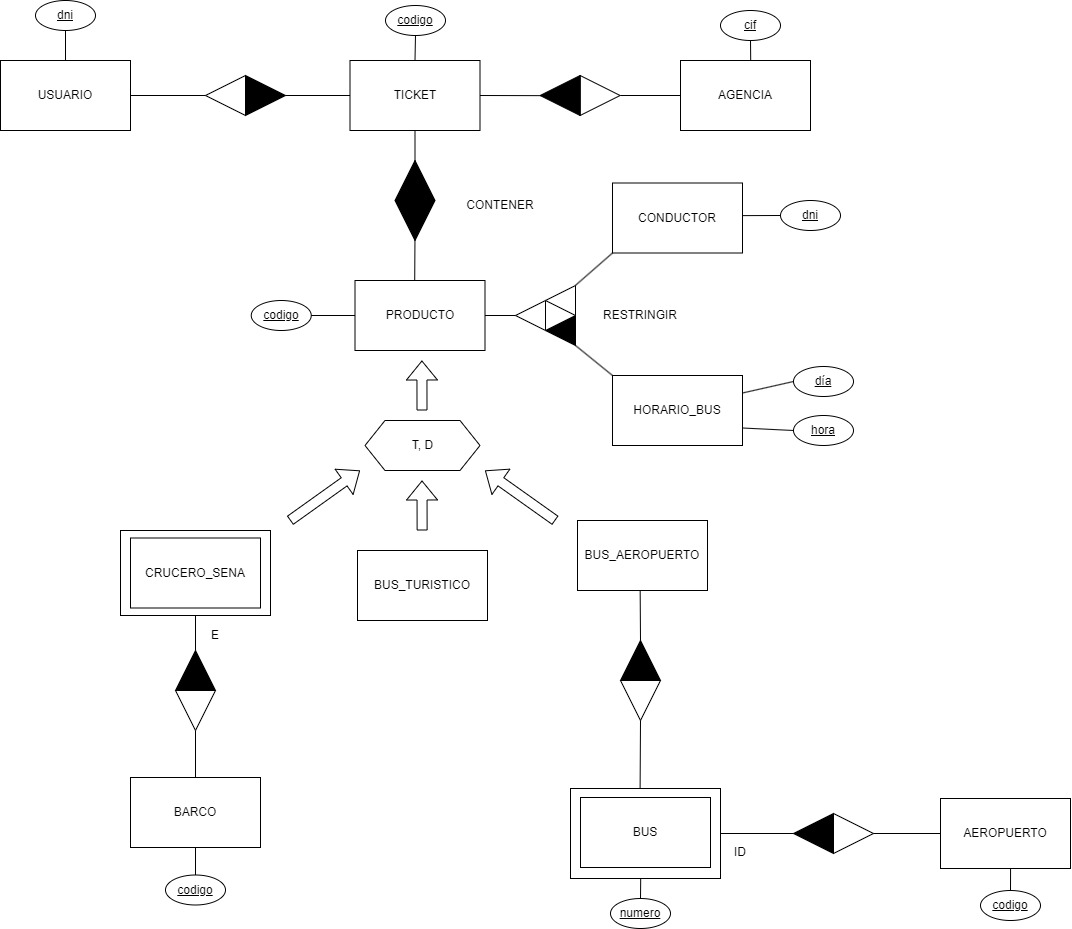 dni
codigo
cif
USUARIO
TICKET
AGENCIA
CONTENER
CONDUCTOR
dni
codigo
PRODUCTO
RESTRINGIR
día
HORARIO_BUS
hora
T, D
BUS_AEROPUERTO
CRUCERO_SENA
BUS_TURISTICO
E
BARCO
BUS
AEROPUERTO
ID
codigo
numero
codigo